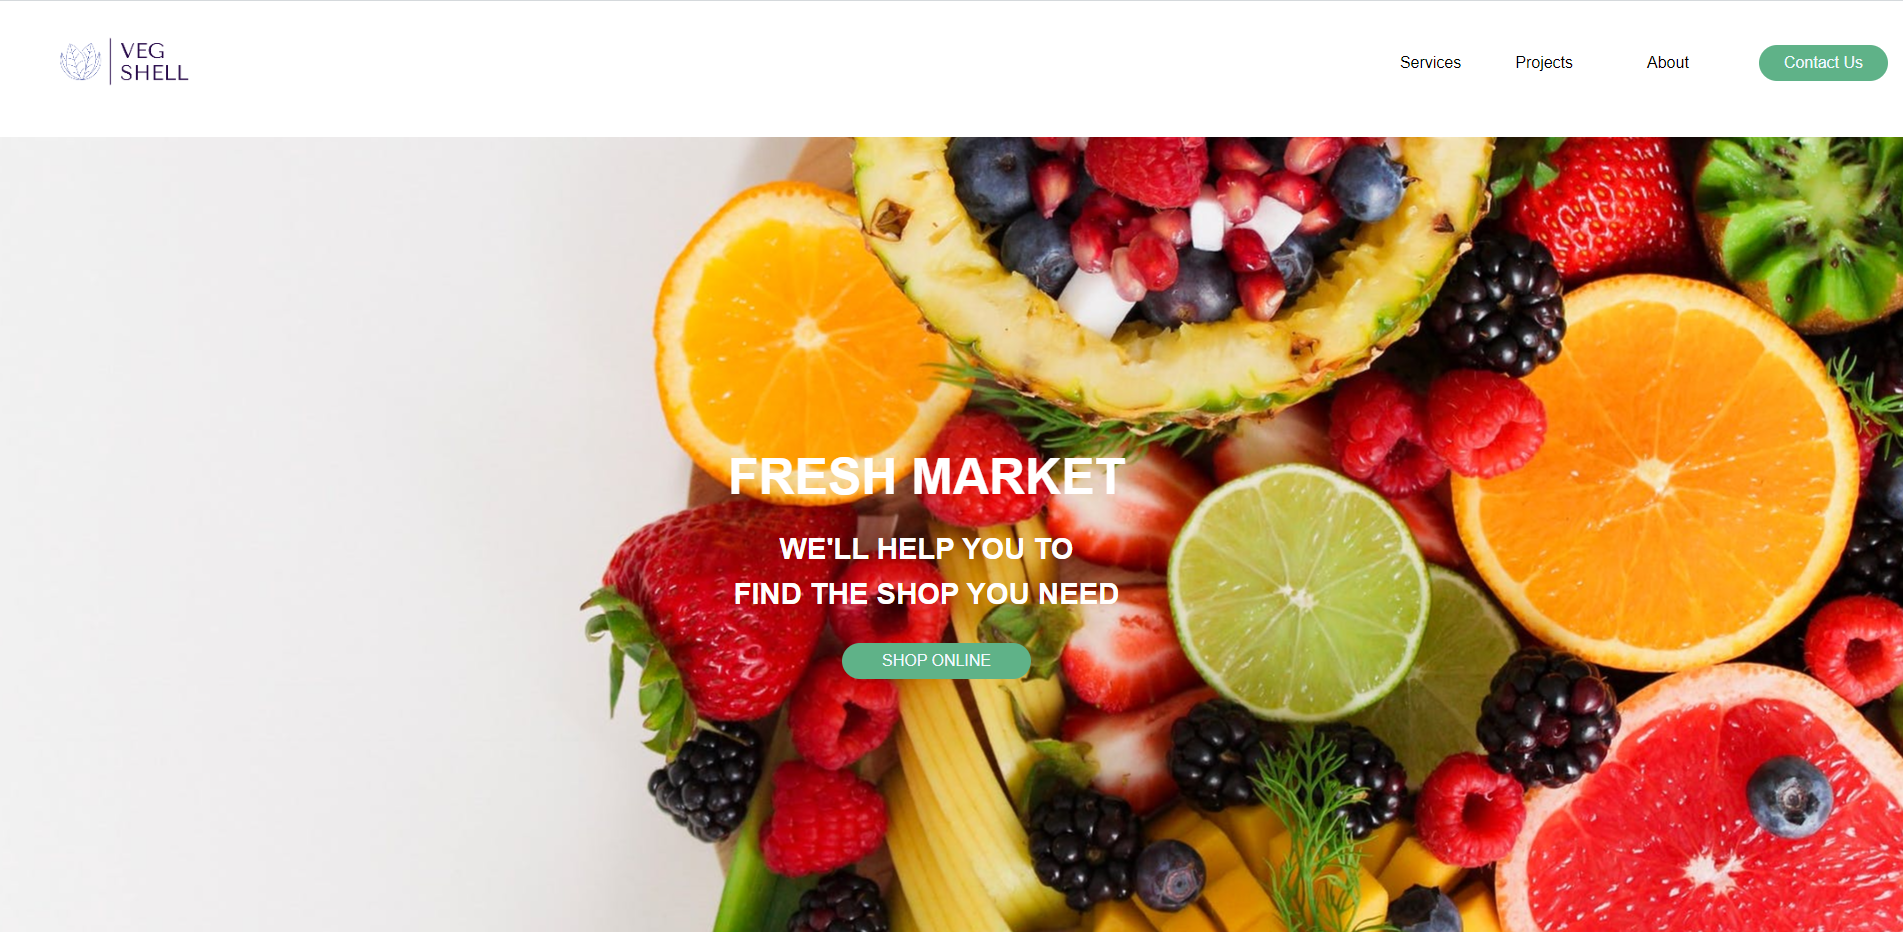 VEG
SHELL
Services
Projects
About
Contact Us
FRESH MARKET
WE'LL HELP YOU TO
FIND THE SHOP YOU NEED
SHOP ONLINE